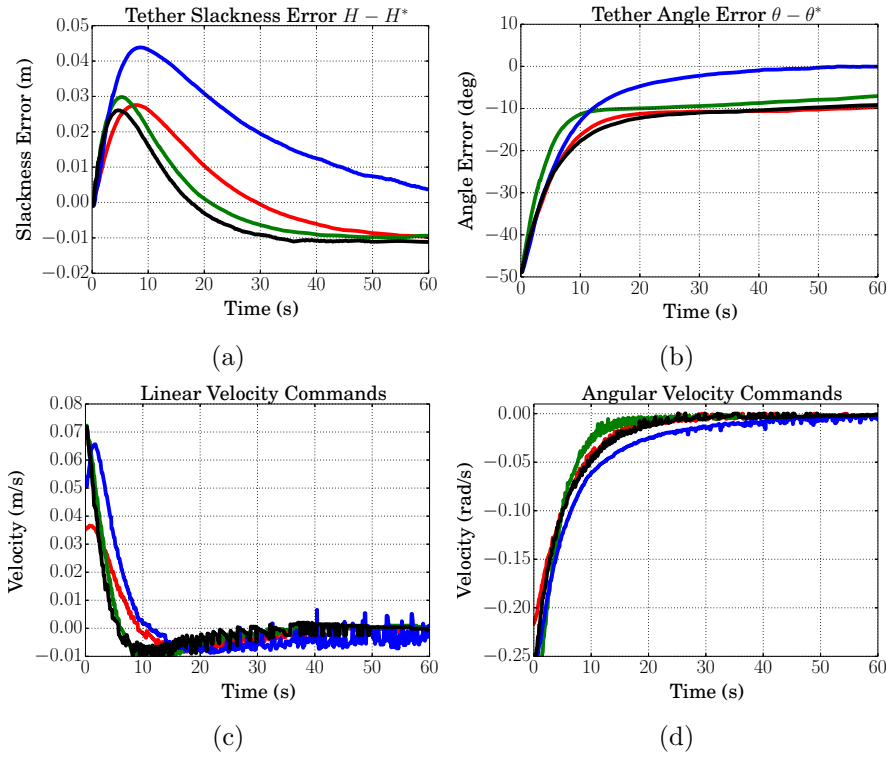 Tether Slackness Error H − H*
Slackness Error (m)
0.05
0.04
0.03
0.02
0.01
0.00
−0.01
−0.02
0 10 20 30 40 50 60
Time (s)
(a)
Tether Angle Error θ − θ*
Angle Error (deg)
0
−10
−20
−30
−40
−50
0 10 20 30 40 50 60
Time (s)
(b)
Linear Velocity Commands
Velocity (m/s)
0.08
0.07
0.06
0.05
0.04
0.03
0.02
0.01
0.00
−0.01
0 10 20 30 40 50 60
Time (s)
(c)
Angular Velocity Commands
Velocity (rad/s)
0.00
−0.05
−0.10
−0.15
−0.20
−0.25
0 10 20 30 40 50 60
Time (s)
(d)